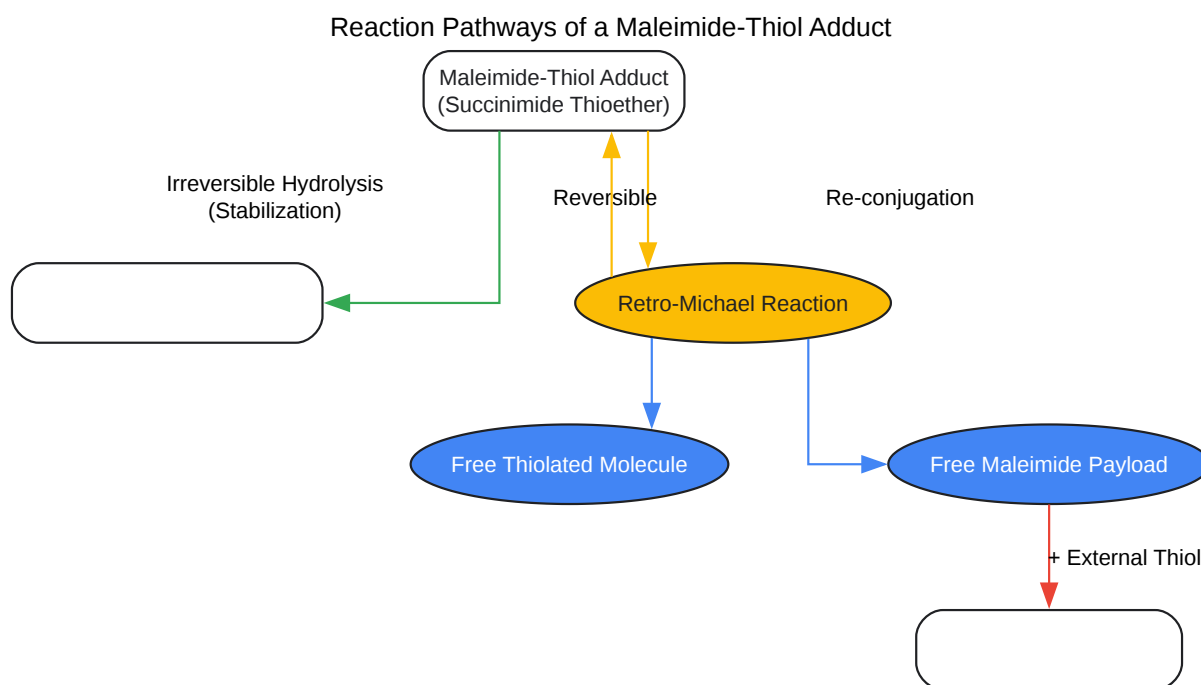 Reaction Pathways of a Maleimide-Thiol Adduct
Maleimide-Thiol Adduct
(Succinimide Thioether)
Irreversible Hydrolysis
(Stabilization)
Reversible
Re-conjugation
Retro-Michael Reaction
Free Thiolated Molecule
Free Maleimide Payload
+ External Thiol